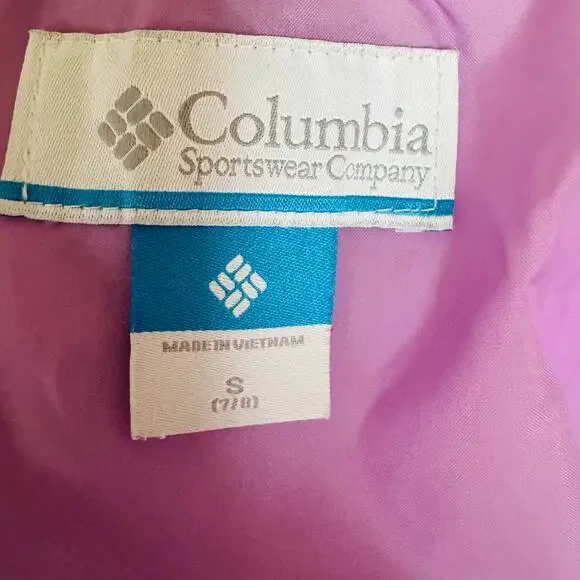 Columbia
Sportswear Company
MADE IN VIETNAM
S
(7/8)